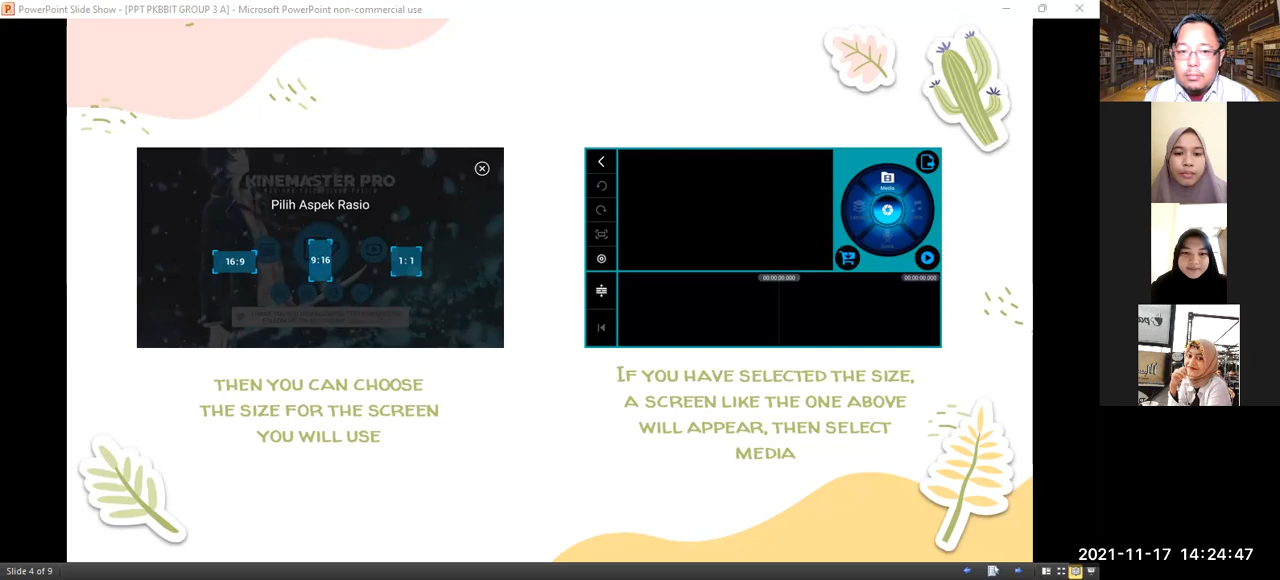 PowerPoint Slide Show - [PPT PKBBIT GROUP 3 A] - Microsoft PowerPoint non-commercial use
KINEMASTER PRO
Pilih Aspek Rasio
16:9
9:16
1:1
Media
00:00:00.000
00:00:00.000
THEN YOU CAN CHOOSE
THE SIZE FOR THE SCREEN
YOU WILL USE
IF YOU HAVE SELECTED THE SIZE,
A SCREEN LIKE THE ONE ABOVE
WILL APPEAR, THEN SELECT
MEDIA
2021-11-17 14:24:47
Slide 4 of 9